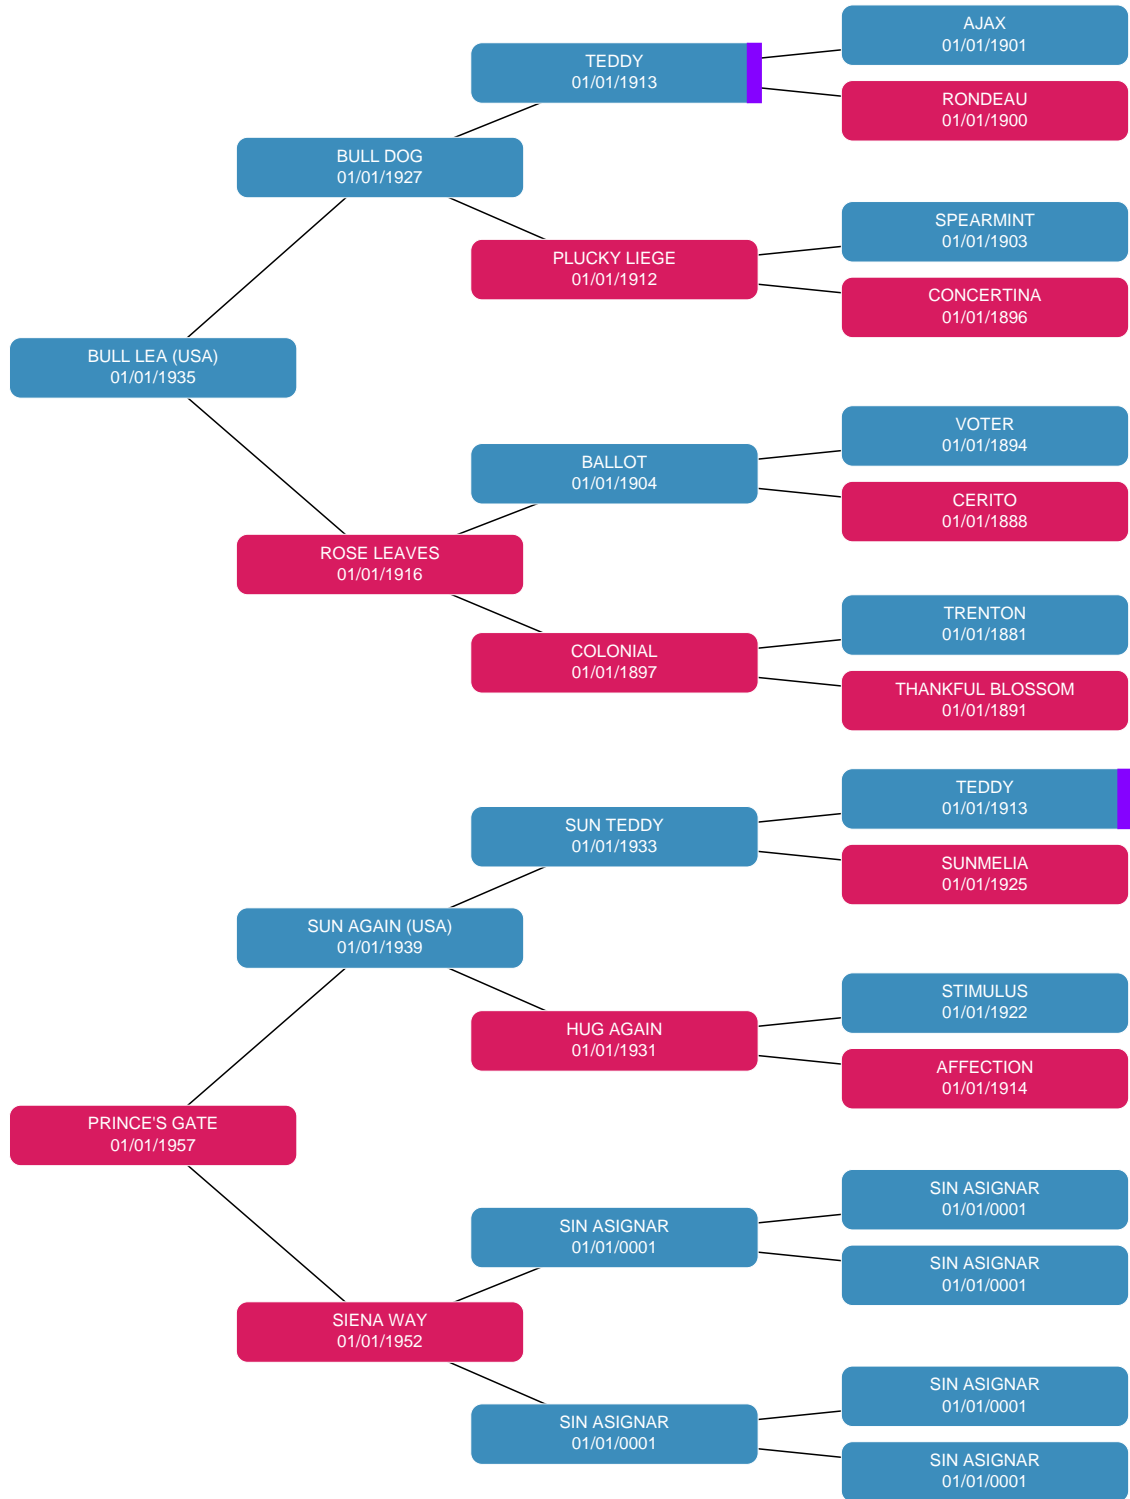 AJAX
01/01/1901
TEDDY
01/01/1913
RONDEAU
01/01/1900
BULL DOG
01/01/1927
SPEARMINT
01/01/1903
PLUCKY LIEGE
01/01/1912
CONCERTINA
01/01/1896
BULL LEA (USA)
01/01/1935
VOTER
01/01/1894
BALLOT
01/01/1904
CERITO
01/01/1888
ROSE LEAVES
01/01/1916
TRENTON
01/01/1881
COLONIAL
01/01/1897
THANKFUL BLOSSOM
01/01/1891
TEDDY
01/01/1913
SUN TEDDY
01/01/1933
SUNMELIA
01/01/1925
SUN AGAIN (USA)
01/01/1939
STIMULUS
01/01/1922
HUG AGAIN
01/01/1931
AFFECTION
01/01/1914
PRINCE'S GATE
01/01/1957
SIN ASIGNAR
01/01/0001
SIN ASIGNAR
01/01/0001
SIN ASIGNAR
01/01/0001
SIENA WAY
01/01/1952
SIN ASIGNAR
01/01/0001
SIN ASIGNAR
01/01/0001
SIN ASIGNAR
01/01/0001